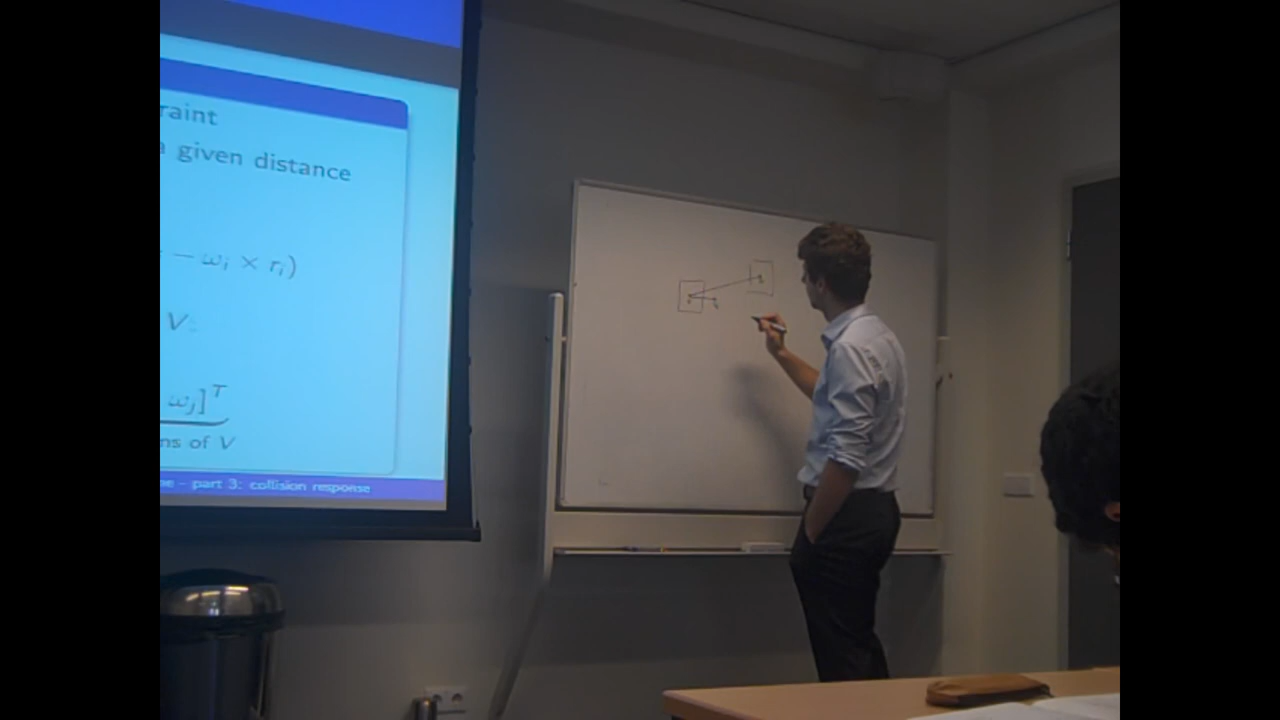 raint
a given distance
− ωᵢ × rᵢ)
V
ωⱼ]ᵀ
ns of V
e – part 3: collision response